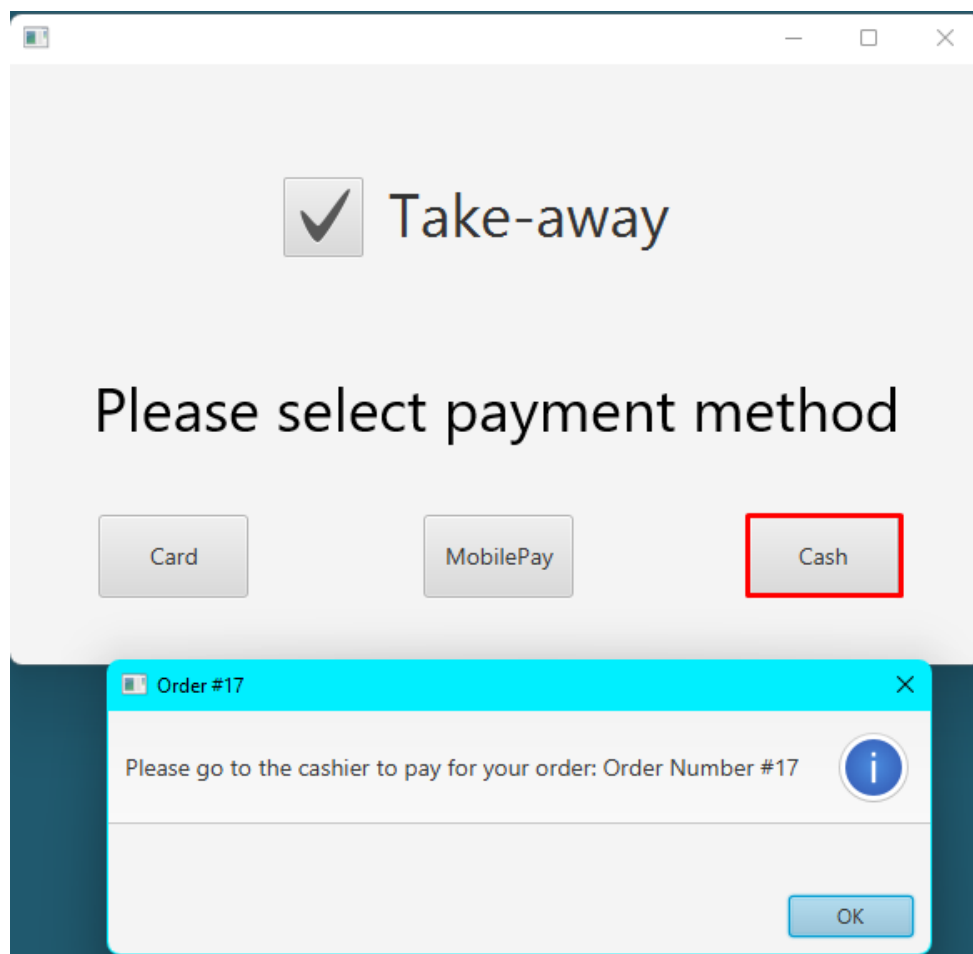 Take-away
Please select payment method
Card MobilePay Cash
Order #17
Please go to the cashier to pay for your order: Order Number #17
OK